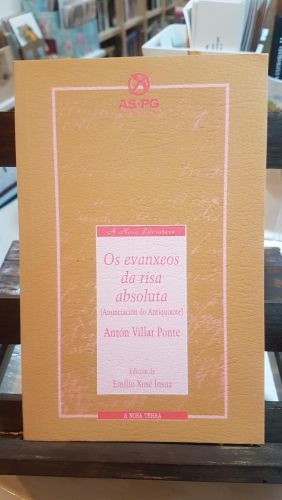 AS-PG
A Nosa Literatura
Os evanxeos
da risa
absoluta
[Anunciación do Antiquixote]
Antón Villar Ponte
Edición de
Emilio Xosé Insua
A NOSA TERRA